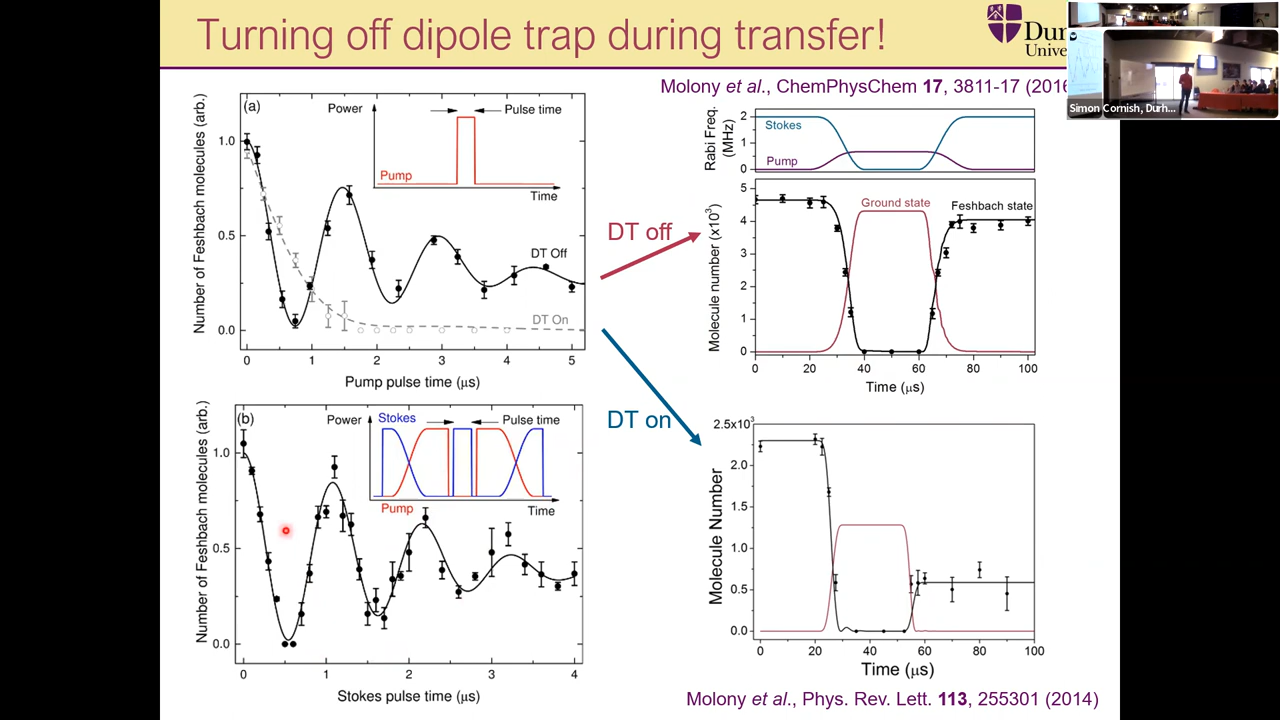 Turning off dipole trap during transfer!
Molony et al., ChemPhysChem 17, 3811-17 (2016
Simon Cornish, Durh...
(a)
Number of Feshbach molecules (arb.)
1.0
0.5
0.0
Power
Pulse time
Pump
Time
DT Off
DT On
0 1 2 3 4 5
Pump pulse time (µs)
(b)
Number of Feshbach molecules (arb.)
1.0
0.5
0.0
Power
Stokes
Pulse time
Pump
Time
0 1 2 3 4
Stokes pulse time (µs)
DT off
DT on
Rabi Freq.
(MHz)
2
1
0
Stokes
Pump
Molecule number (x10³)
5
4
3
2
1
0
Ground state
Feshbach state
0 20 40 60 80 100
Time (µs)
Molecule Number
2.5x10³
2.0
1.5
1.0
0.5
0.0
0 20 40 60 80 100
Time (µs)
Molony et al., Phys. Rev. Lett. 113, 255301 (2014)